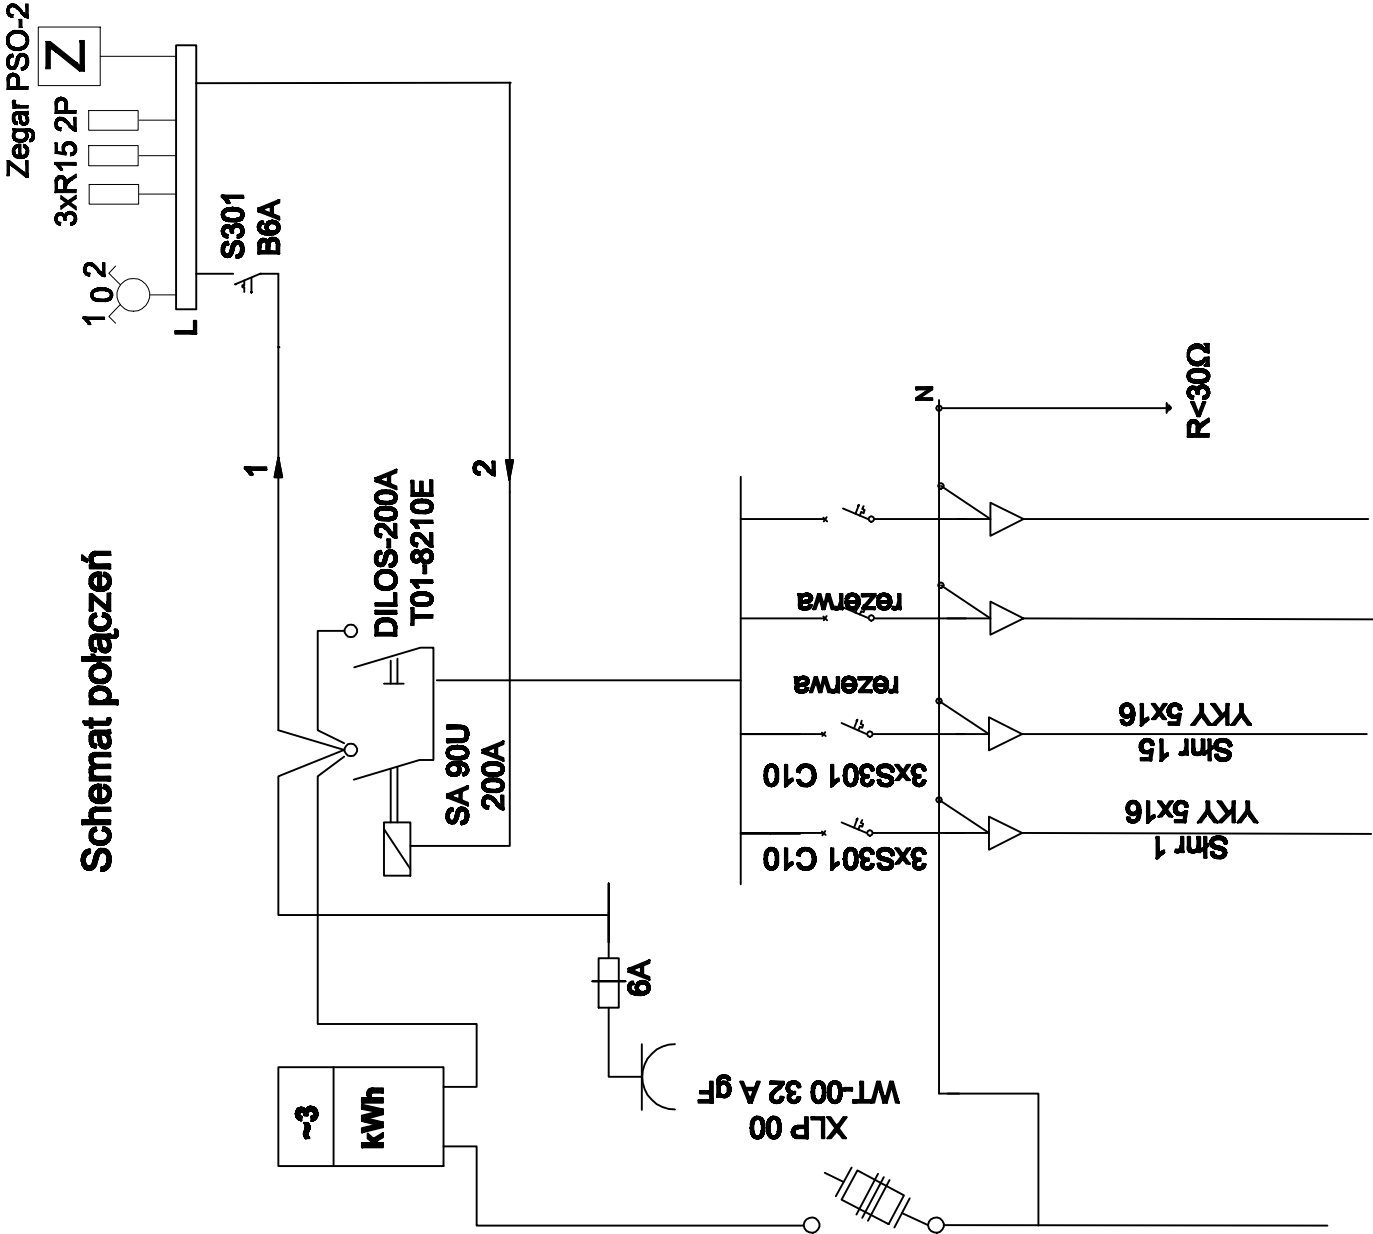 Schemat połączeń
Zegar PSO-2
Z
3xR15 2P
1 0 2
L
S301
B6A
1
2
DILOS-200A
T01-8210E
SA 90U
200A
N
R<30Ω
rezerwa
rezerwa
3xS301 C10
3xS301 C10
YKY 5x16
Słnr 15
YKY 5x16
Słnr 1
6A
~3
kWh
WT-00 32 A gF
XLP 00